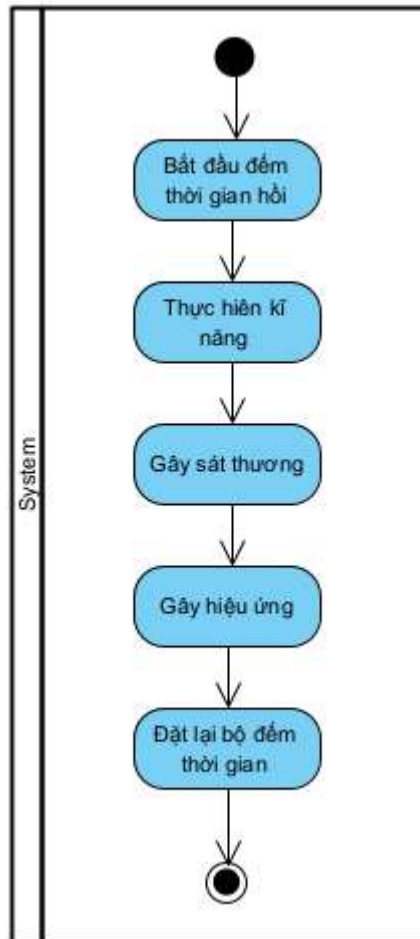 System
Bắt đầu đếm
thời gian hồi
Thực hiên kĩ
năng
Gây sát thương
Gây hiệu ứng
Đặt lại bộ đếm
thời gian